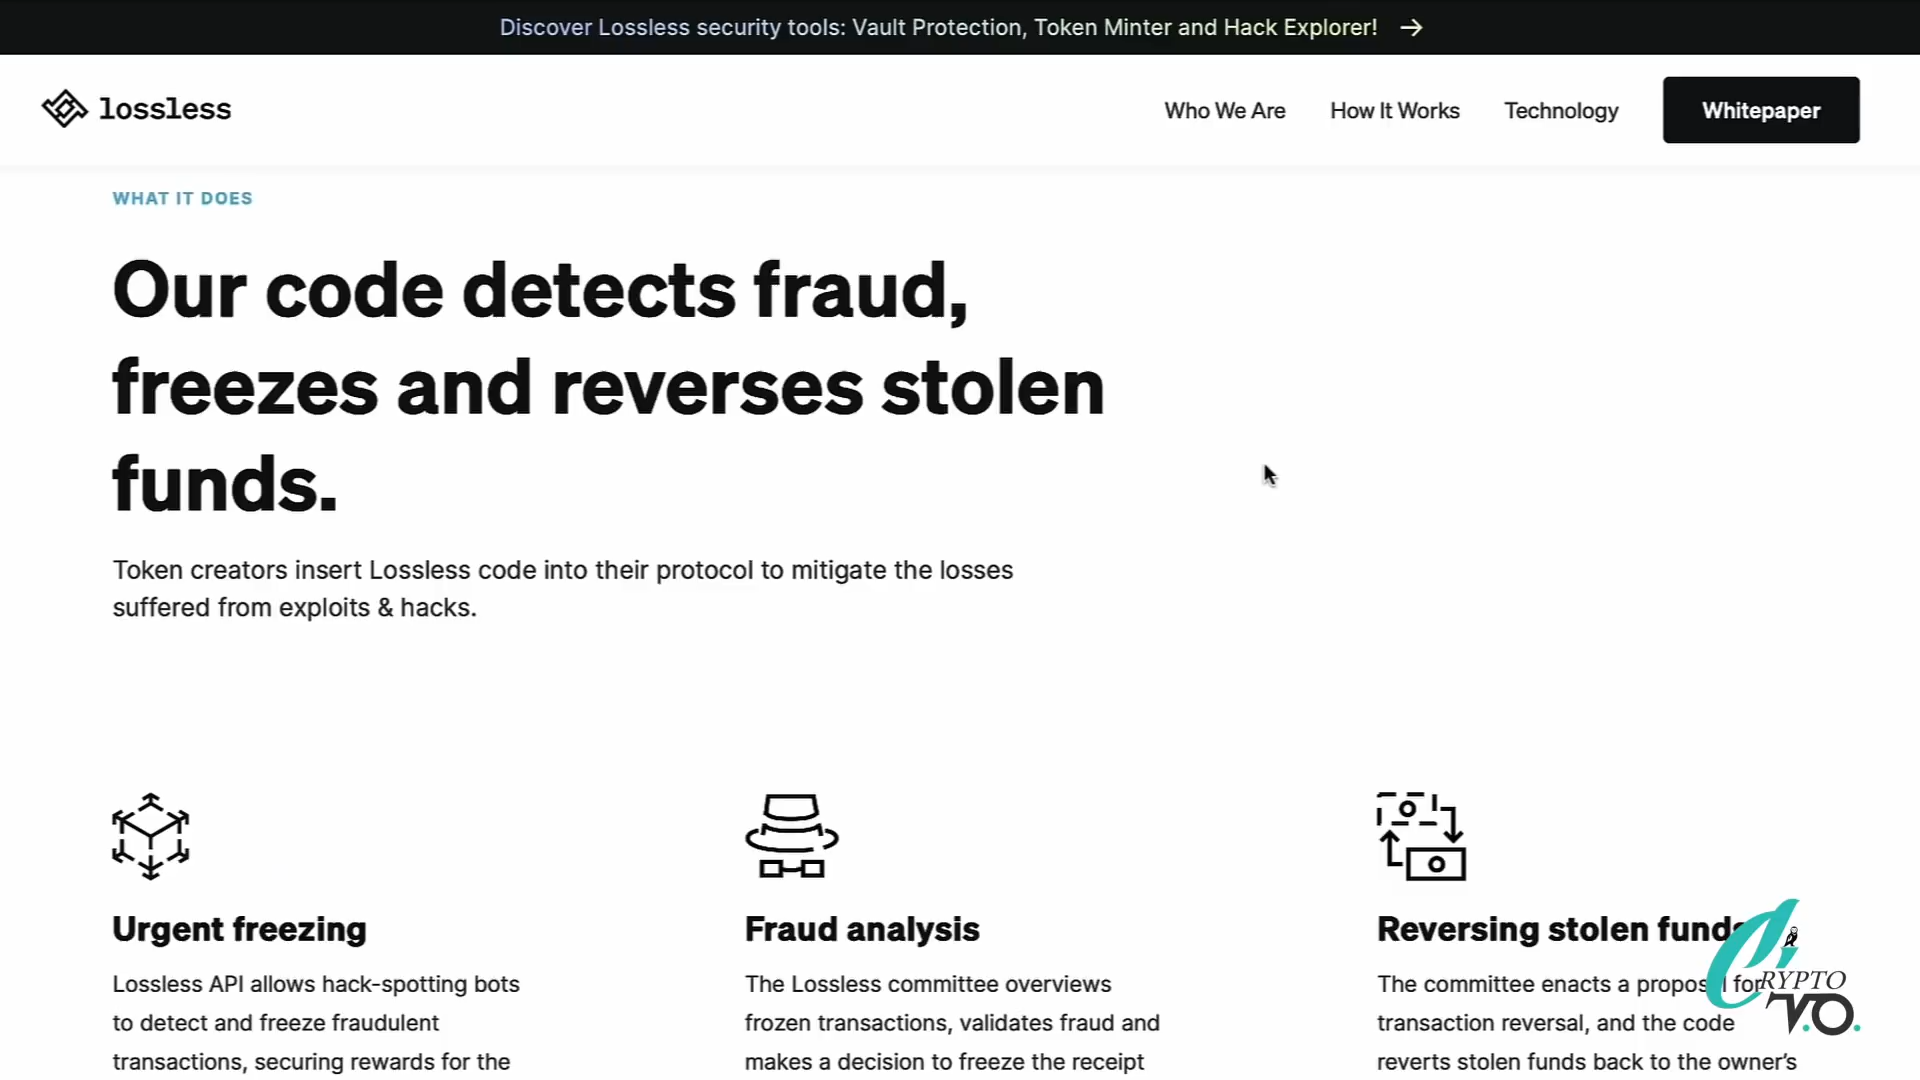 Discover Lossless security tools: Vault Protection, Token Minter and Hack Explorer! →
lossless
Who We Are
How It Works
Technology
Whitepaper
WHAT IT DOES
Our code detects fraud,
freezes and reverses stolen
funds.
Token creators insert Lossless code into their protocol to mitigate the losses
suffered from exploits & hacks.
Urgent freezing
Lossless API allows hack-spotting bots
to detect and freeze fraudulent
transactions, securing rewards for the
Fraud analysis
The Lossless committee overviews
frozen transactions, validates fraud and
makes a decision to freeze the receipt
Reversing stolen funds
The committee enacts a proposal for
transaction reversal, and the code
reverts stolen funds back to the owner's
CRYPTO
V.O.